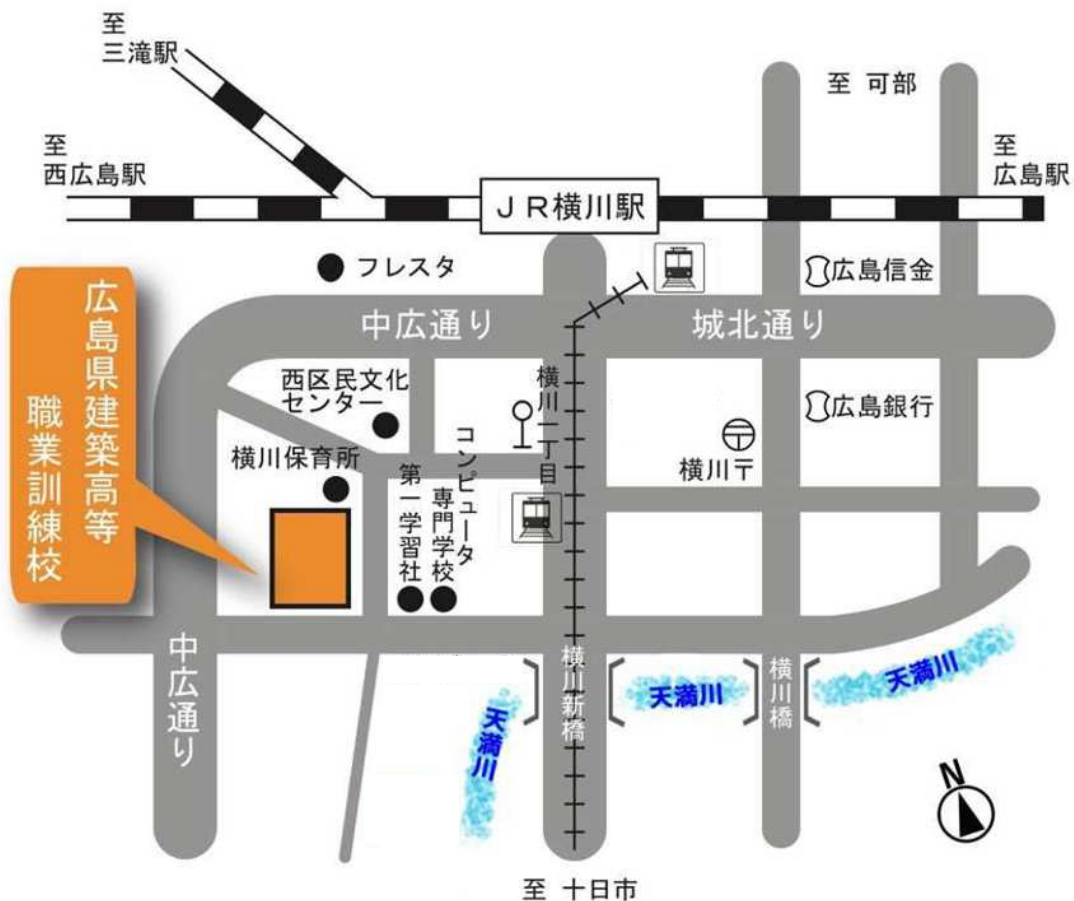 至
三滝駅
至 可部
至
西広島駅
至
広島駅
JR横川駅
フレスタ
広島信金
中広通り
城北通り
広島県建築高等
職業訓練校
西区民文化
センター
横川一丁目
広島銀行
横川〒
横川保育所
コンピュータ
専門学校
第一学習社
中広通り
横川新橋
横川橋
天満川
天満川
天満川
N
至 十日市